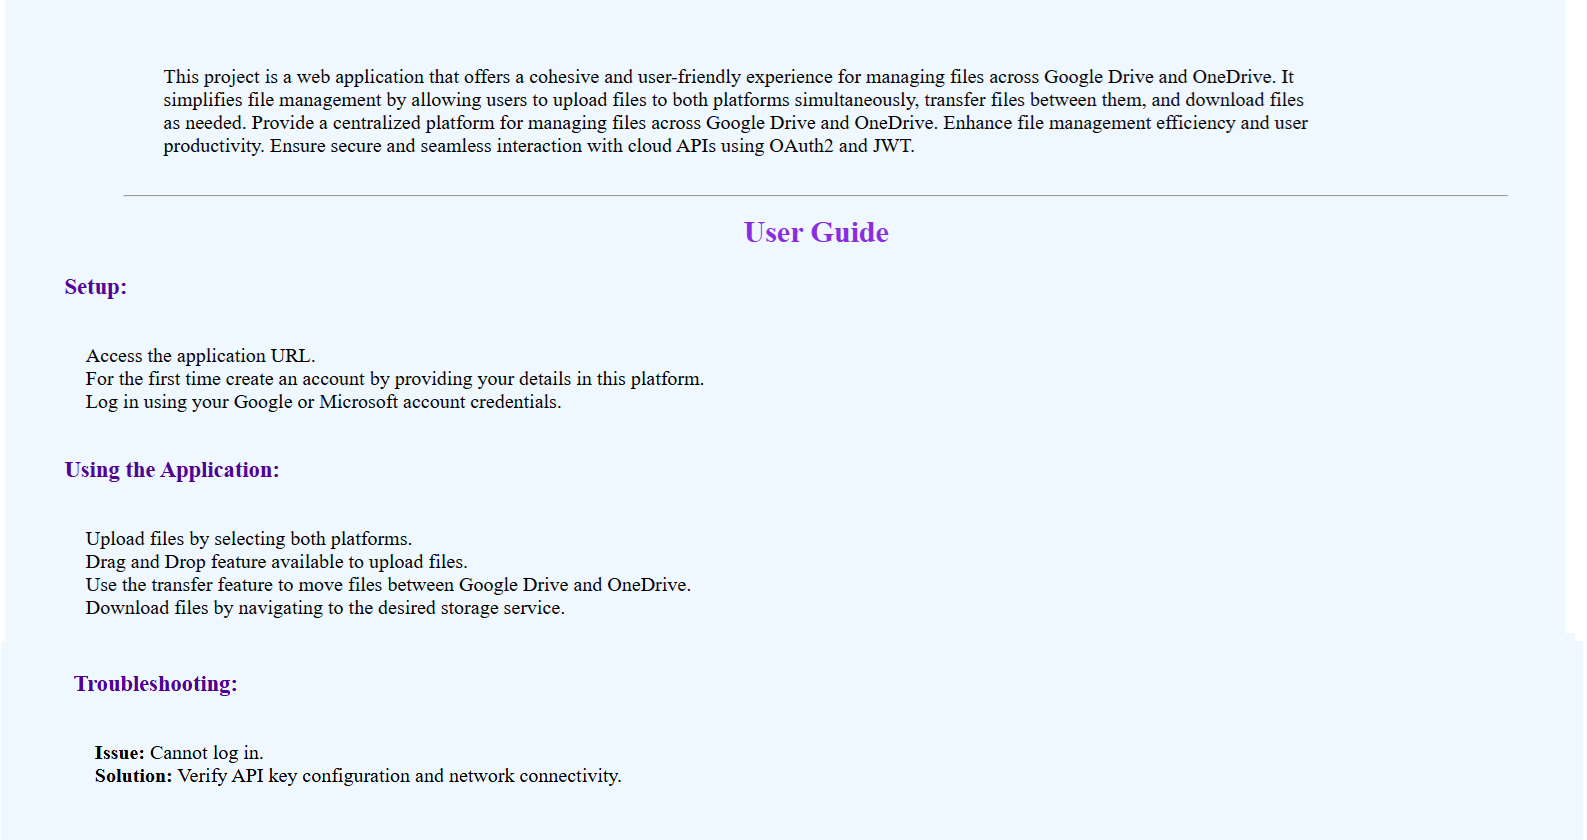 This project is a web application that offers a cohesive and user-friendly experience for managing files across Google Drive and OneDrive. It
simplifies file management by allowing users to upload files to both platforms simultaneously, transfer files between them, and download files
as needed. Provide a centralized platform for managing files across Google Drive and OneDrive. Enhance file management efficiency and user
productivity. Ensure secure and seamless interaction with cloud APIs using OAuth2 and JWT.
User Guide
Setup:
Access the application URL.
For the first time create an account by providing your details in this platform.
Log in using your Google or Microsoft account credentials.
Using the Application:
Upload files by selecting both platforms.
Drag and Drop feature available to upload files.
Use the transfer feature to move files between Google Drive and OneDrive.
Download files by navigating to the desired storage service.
Troubleshooting:
Issue: Cannot log in.
Solution: Verify API key configuration and network connectivity.